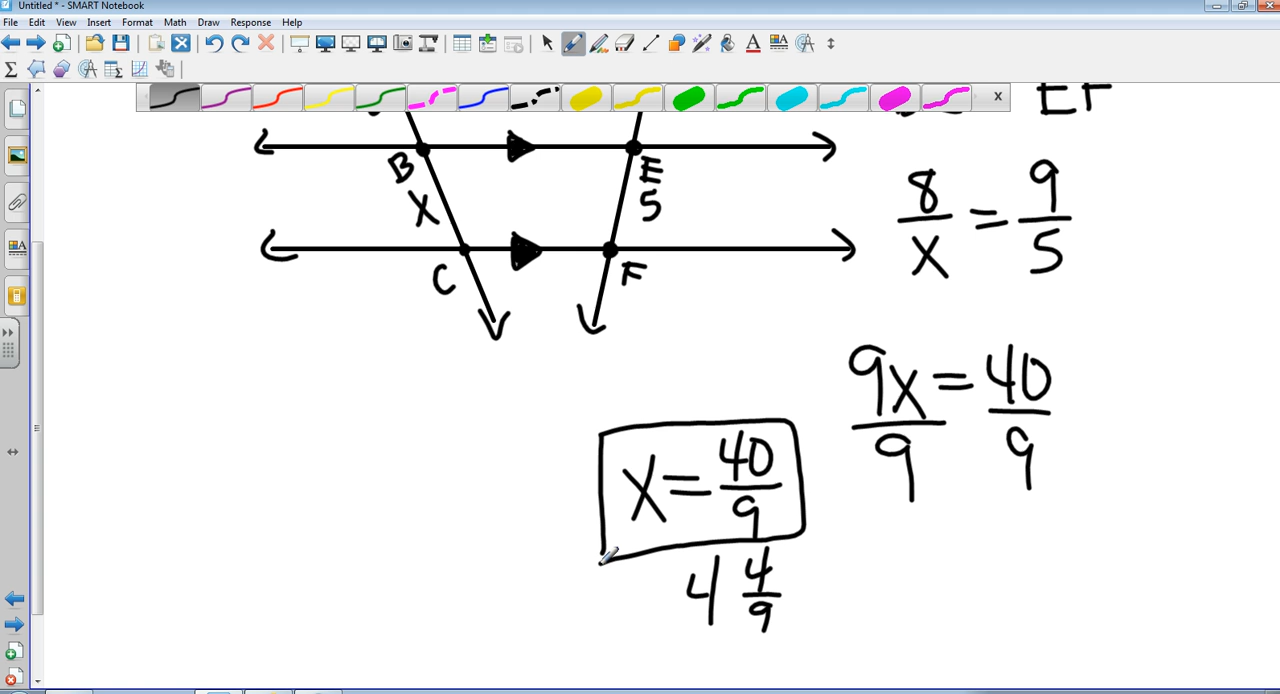 Untitled * - SMART Notebook
File Edit View Insert Format Math Draw Response Help
x
EF
B E
X 5
C F
8/x = 9/5
9x/9 = 40/9
x = 40/9
4 4/9